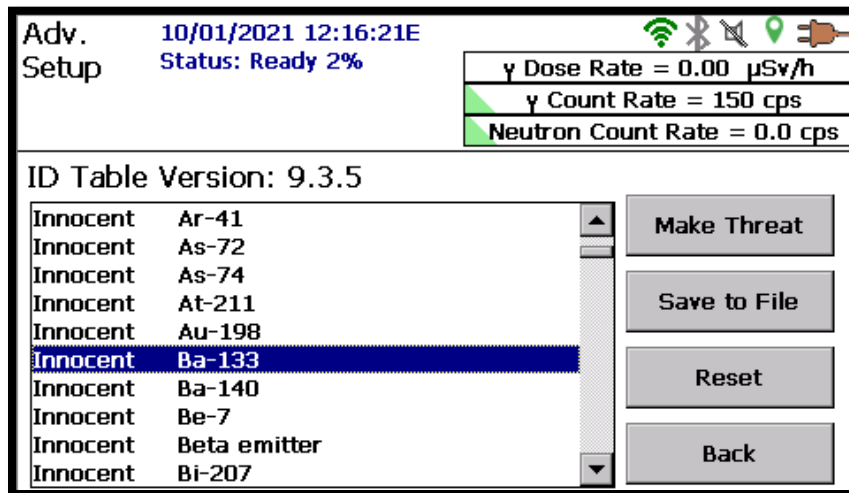 Adv. Setup
10/01/2021 12:16:21E
Status: Ready 2%
γ Dose Rate = 0.00 µSv/h
γ Count Rate = 150 cps
Neutron Count Rate = 0.0 cps
ID Table Version: 9.3.5
Innocent Ar-41
Innocent As-72
Innocent As-74
Innocent At-211
Innocent Au-198
Innocent Ba-133
Innocent Ba-140
Innocent Be-7
Innocent Beta emitter
Innocent Bi-207
Make Threat
Save to File
Reset
Back